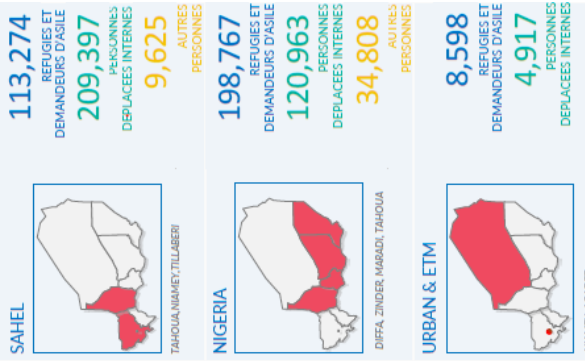 SAHEL
113,274
REFUGIES ET
DEMANDEURS D'ASILE
209,397
PERSONNES
DEPLACEES INTERNES
9,625
AUTRES
PERSONNES
TAHOUA,NIAMEY,TILLABERI
NIGERIA
198,767
REFUGIES ET
DEMANDEURS D'ASILE
120,963
PERSONNES
DEPLACEES INTERNES
34,808
AUTRES
PERSONNES
DIFFA, ZINDER, MARADI, TAHOUA
URBAN & ETM
8,598
REFUGIES ET
DEMANDEURS D'ASILE
4,917
PERSONNES
DEPLACEES INTERNES